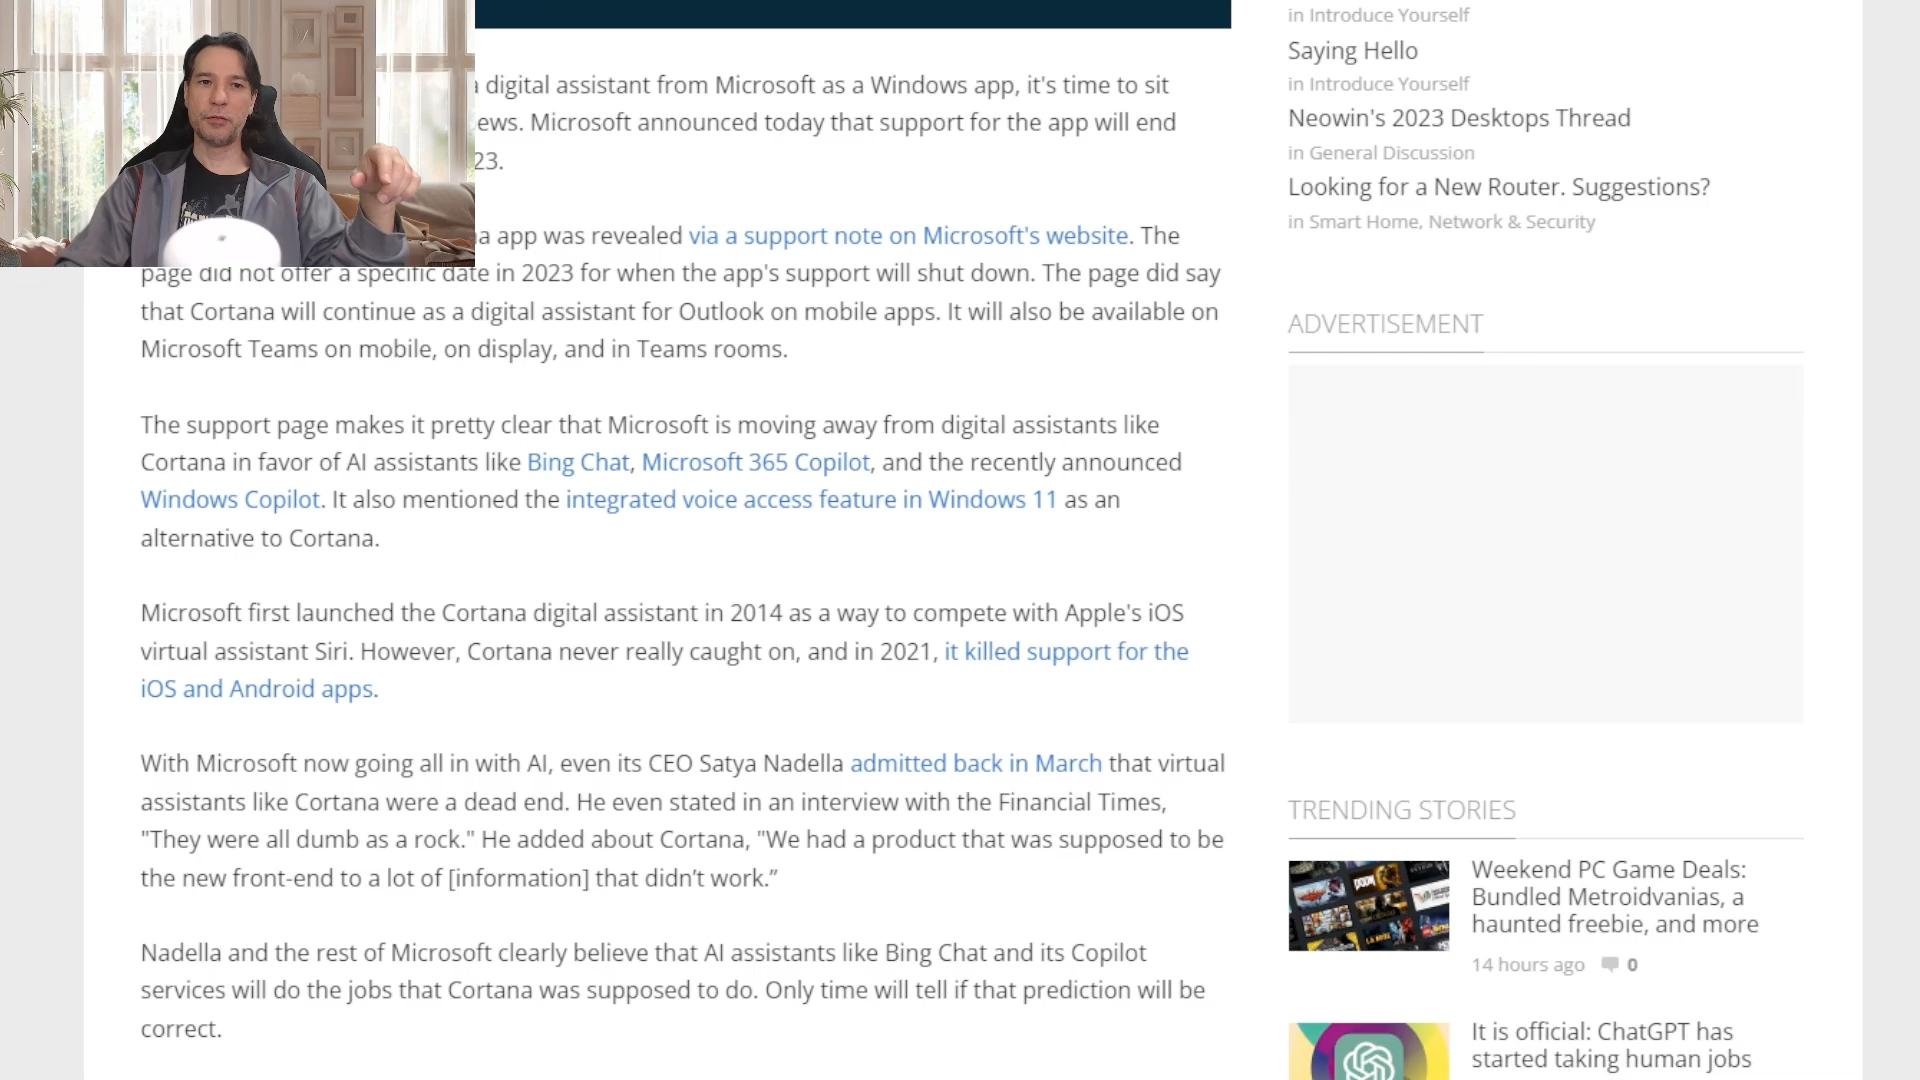 digital assistant from Microsoft as a Windows app, it's time to sit
ews. Microsoft announced today that support for the app will end
23.
a app was revealed via a support note on Microsoft's website. The
page did not offer a specific date in 2023 for when the app's support will shut down. The page did say
that Cortana will continue as a digital assistant for Outlook on mobile apps. It will also be available on
Microsoft Teams on mobile, on display, and in Teams rooms.
The support page makes it pretty clear that Microsoft is moving away from digital assistants like
Cortana in favor of AI assistants like Bing Chat, Microsoft 365 Copilot, and the recently announced
Windows Copilot. It also mentioned the integrated voice access feature in Windows 11 as an
alternative to Cortana.
Microsoft first launched the Cortana digital assistant in 2014 as a way to compete with Apple's iOS
virtual assistant Siri. However, Cortana never really caught on, and in 2021, it killed support for the
iOS and Android apps.
With Microsoft now going all in with AI, even its CEO Satya Nadella admitted back in March that virtual
assistants like Cortana were a dead end. He even stated in an interview with the Financial Times,
"They were all dumb as a rock." He added about Cortana, "We had a product that was supposed to be
the new front-end to a lot of [information] that didn’t work.”
Nadella and the rest of Microsoft clearly believe that AI assistants like Bing Chat and its Copilot
services will do the jobs that Cortana was supposed to do. Only time will tell if that prediction will be
correct.
in Introduce Yourself
Saying Hello
in Introduce Yourself
Neowin's 2023 Desktops Thread
in General Discussion
Looking for a New Router. Suggestions?
in Smart Home, Network & Security
ADVERTISEMENT
TRENDING STORIES
Weekend PC Game Deals:
Bundled Metroidvanias, a
haunted freebie, and more
14 hours ago 0
It is official: ChatGPT has
started taking human jobs
DOOM